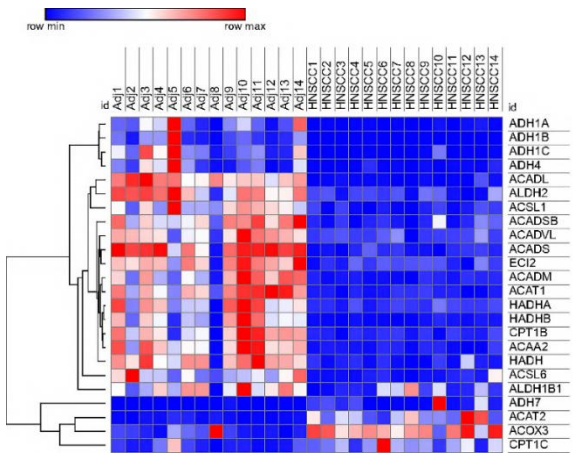 row min row max
id Adj1 Adj2 Adj3 Adj4 Adj5 Adj6 Adj7 Adj8 Adj9 Adj10 Adj11 Adj12 Adj13 Adj14 HNSCC1 HNSCC2 HNSCC3 HNSCC4 HNSCC5 HNSCC6 HNSCC7 HNSCC8 HNSCC9 HNSCC10 HNSCC11 HNSCC12 HNSCC13 HNSCC14 id
ADH1A
ADH1B
ADH1C
ADH4
ACADL
ALDH2
ACSL1
ACADSB
ACADVL
ACADS
ECI2
ACADM
ACAT1
HADHA
HADHB
CPT1B
ACAA2
HADH
ACSL6
ALDH1B1
ADH7
ACAT2
ACOX3
CPT1C